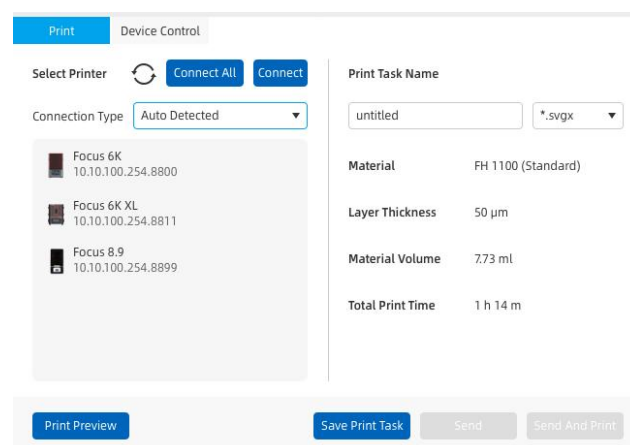 Print
Device Control
Select Printer
Connect All
Connect
Connection Type
Auto Detected
Focus 6K
10.10.100.254.8800
Focus 6K XL
10.10.100.254.8811
Focus 8.9
10.10.100.254.8899
Print Task Name
untitled
*.svgx
Material
FH 1100 (Standard)
Layer Thickness
50 μm
Material Volume
7.73 ml
Total Print Time
1 h 14 m
Print Preview
Save Print Task
Send
Send And Print